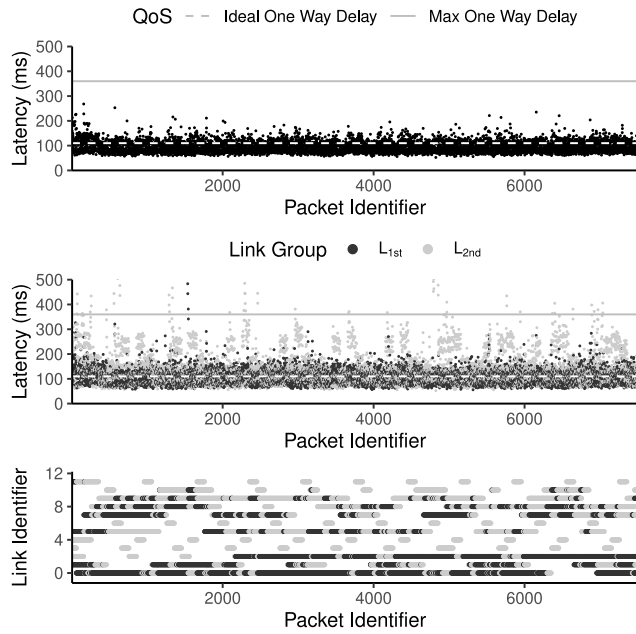 QoS Ideal One Way Delay Max One Way Delay
500
400
300
200
100
0
Latency (ms)
2000 4000 6000
Packet Identifier
Link Group L1st L2nd
500
400
300
200
100
0
Latency (ms)
2000 4000 6000
Packet Identifier
12
8
4
0
Link Identifier
2000 4000 6000
Packet Identifier